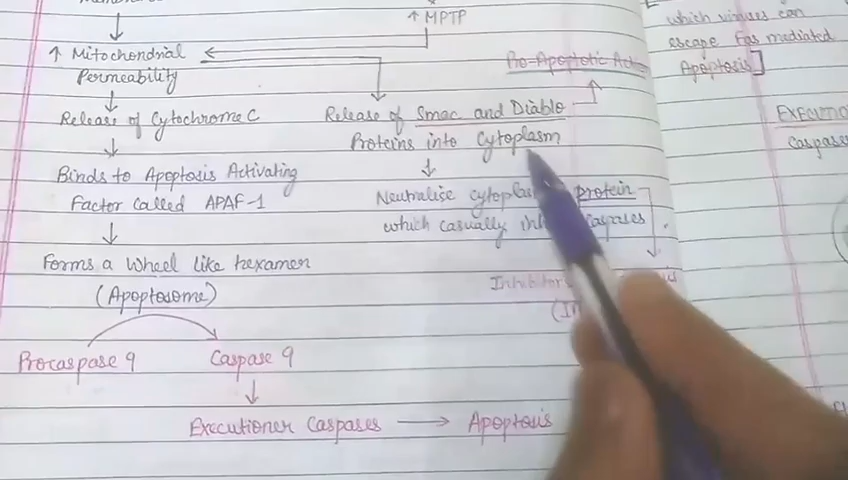 ↑ MPTP
↑ Mitochondrial
Permeability
Release of Cytochrome C
Binds to Apoptosis Activating
Factor called APAF-1
Forms a wheel like hexamer
(Apoptosome)
Procaspase 9
Caspase 9
Executioner Caspases → Apoptosis
Pro-Apoptotic
Release of Smac and Diablo
Proteins into Cytoplasm
Neutralise protein
which casually
which viruses can
escape Fas mediated
Apoptosis]